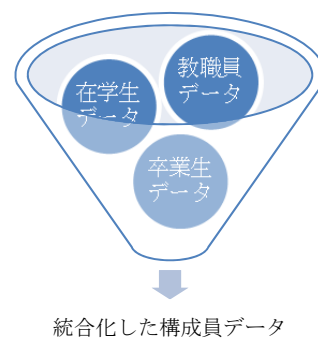 教職員
データ
在学生
データ
卒業生
データ
統合化した構成員データ